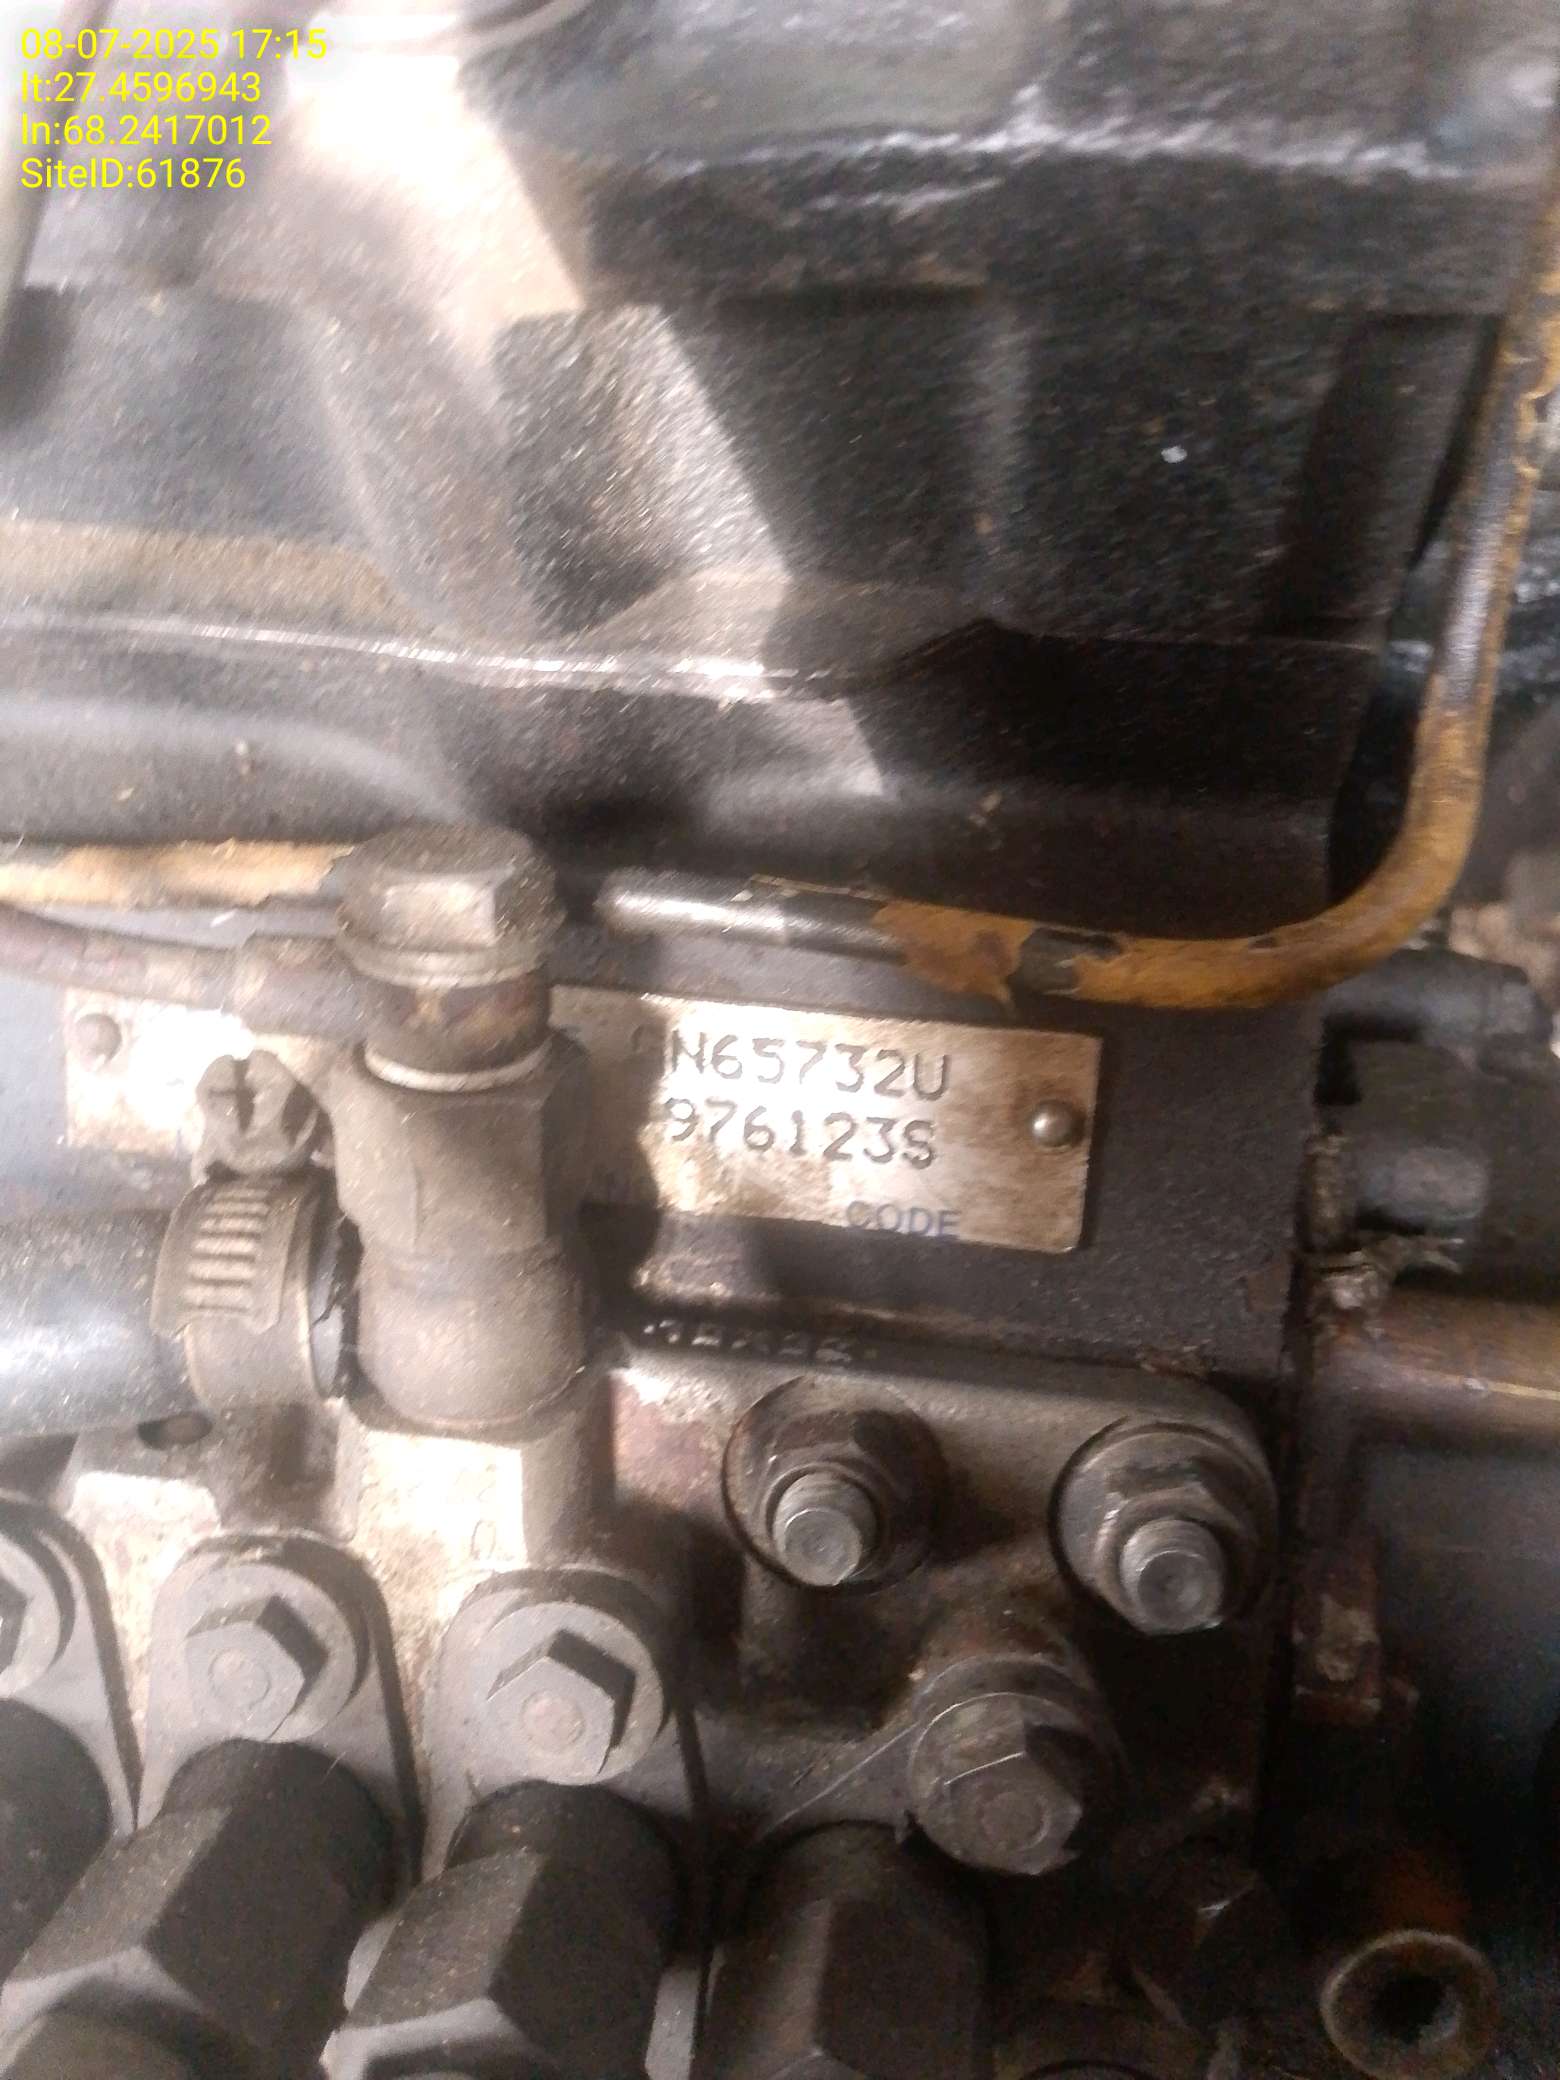 08-07-2025 17:15
lt:27.4596943
ln:68.2417012
SiteID:61876
N65732U
976123S
CODE